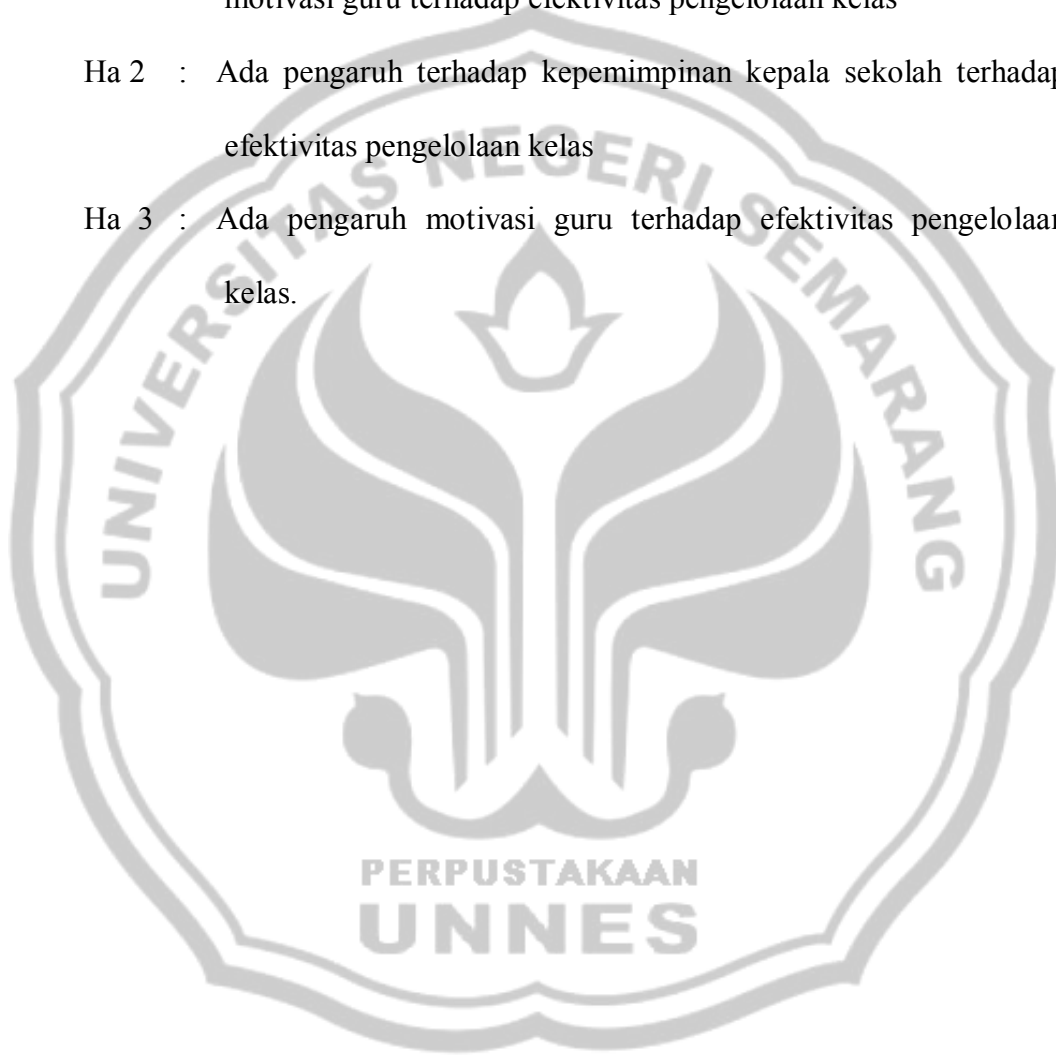 motivasi guru terhadap efektivitas pengelolaan kelas
Ha 2 : Ada pengaruh terhadap kepemimpinan kepala sekolah terhadap
efektivitas pengelolaan kelas
Ha 3 : Ada pengaruh motivasi guru terhadap efektivitas pengelolaan
kelas.
UNIVERSITAS NEGERI SEMARANG
PERPUSTAKAAN
UNNES